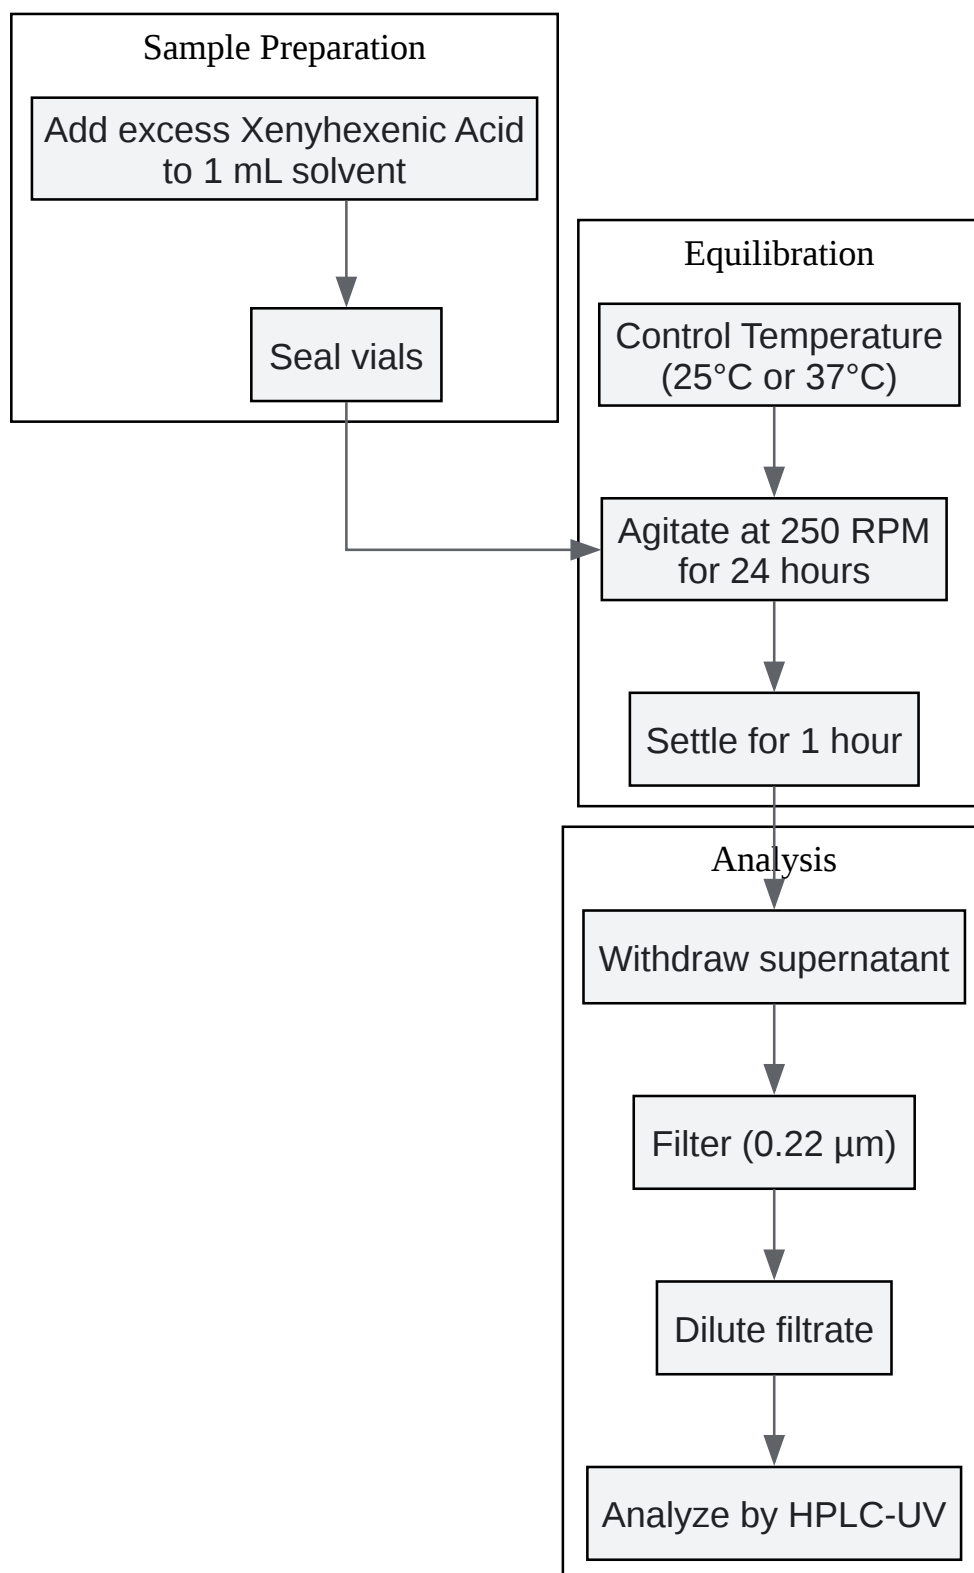 Sample Preparation
Add excess Xenyhexenic Acid
to 1 mL solvent
Seal vials
Equilibration
Control Temperature
(25°C or 37°C)
Agitate at 250 RPM
for 24 hours
Settle for 1 hour
Analysis
Withdraw supernatant
Filter (0.22 µm)
Dilute filtrate
Analyze by HPLC-UV